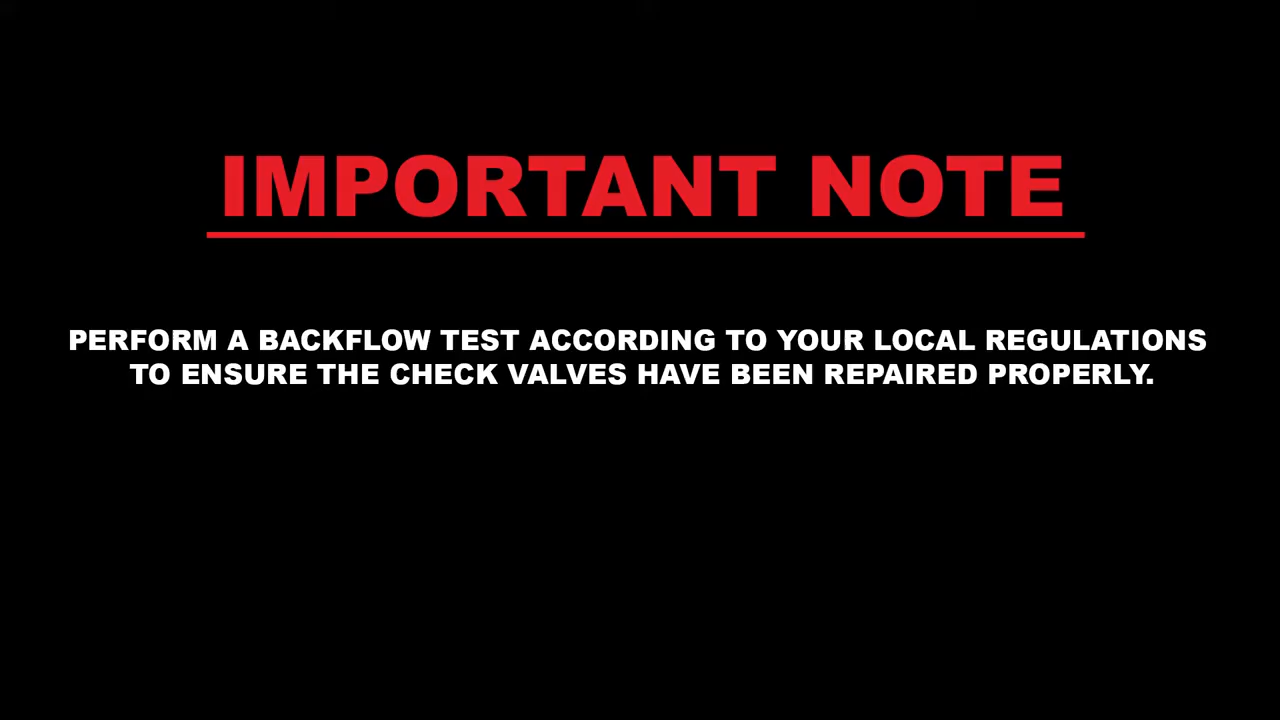 IMPORTANT NOTE
PERFORM A BACKFLOW TEST ACCORDING TO YOUR LOCAL REGULATIONS
TO ENSURE THE CHECK VALVES HAVE BEEN REPAIRED PROPERLY.